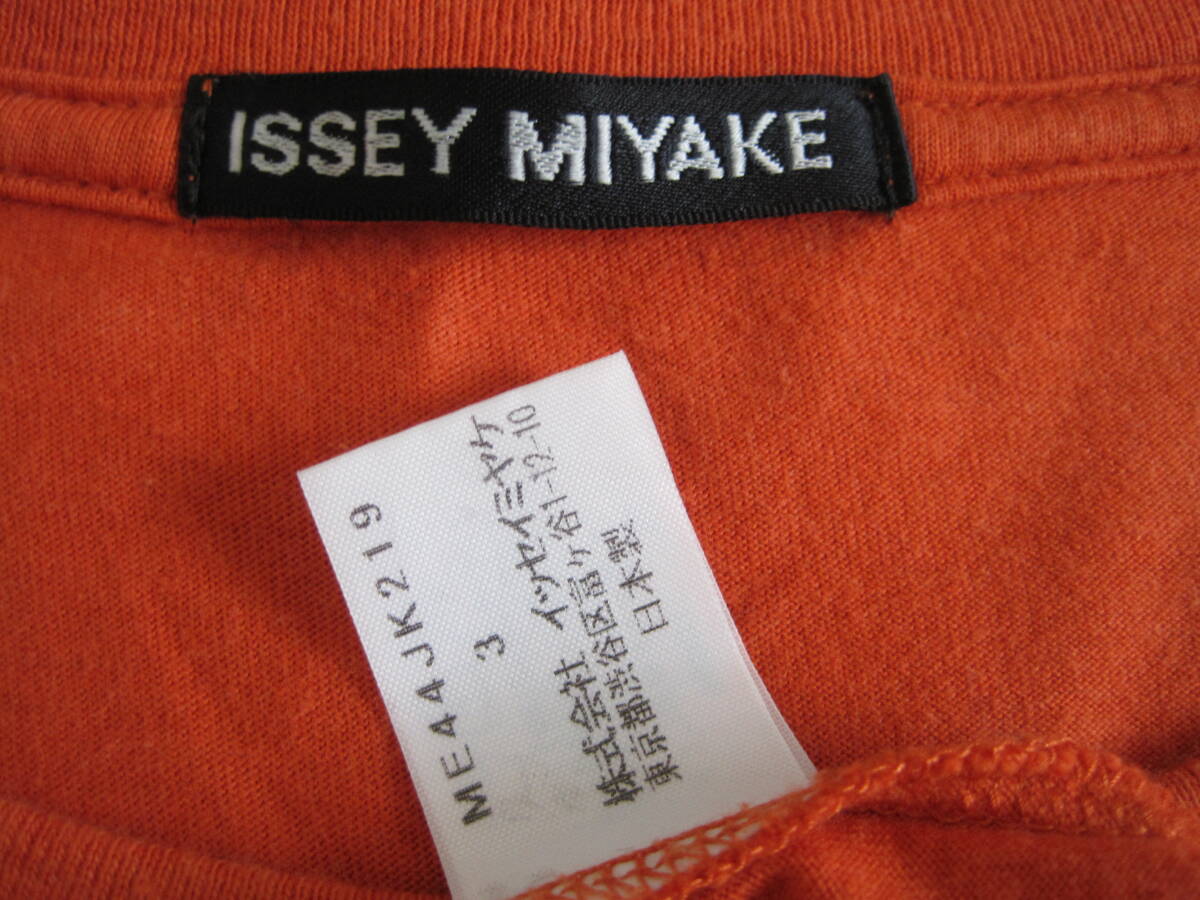 ISSEY MIYAKE
ME44JK219
3
株式会社 イッセイミヤケ
東京都渋谷区富ヶ谷1-12-10
日本製